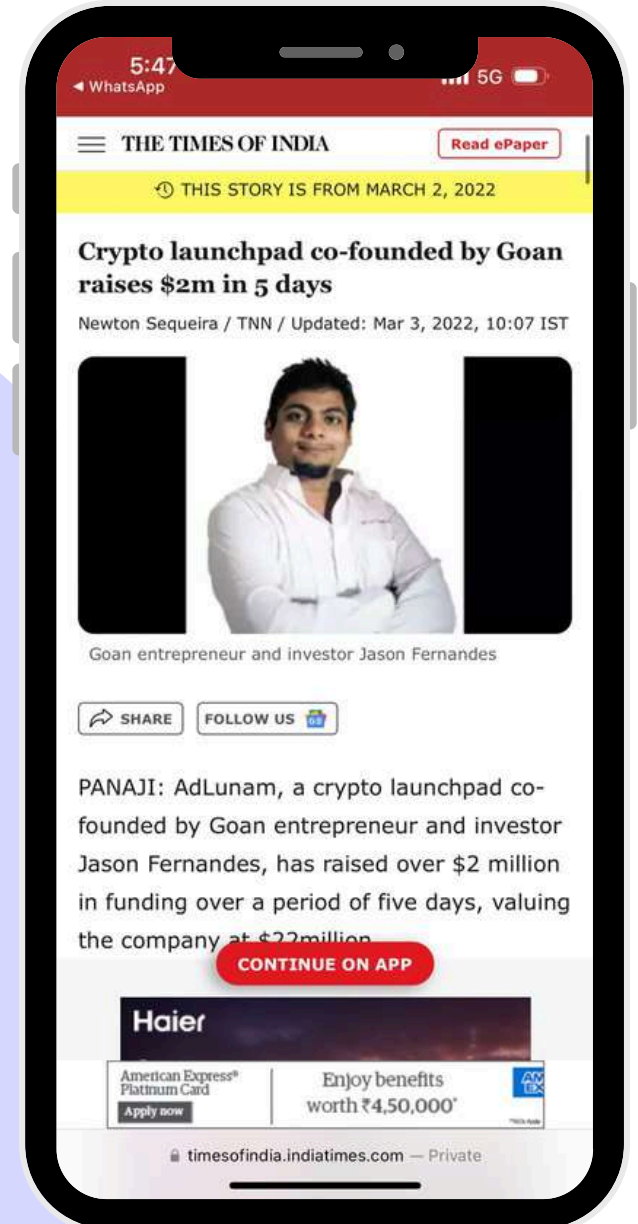 5:47
5G
◄ WhatsApp
THE TIMES OF INDIA
Read ePaper
THIS STORY IS FROM MARCH 2, 2022
Crypto launchpad co-founded by Goan
raises $2m in 5 days
Newton Sequeira / TNN / Updated: Mar 3, 2022, 10:07 IST
Goan entrepreneur and investor Jason Fernandes
SHARE
FOLLOW US
PANAJI: AdLunam, a crypto launchpad co-
founded by Goan entrepreneur and investor
Jason Fernandes, has raised over $2 million
in funding over a period of five days, valuing
the company at $22million
CONTINUE ON APP
Haier
American Express®
Platinum Card
Apply now
Enjoy benefits
worth ₹4,50,000*
AM
EX
timesofindia.indiatimes.com — Private